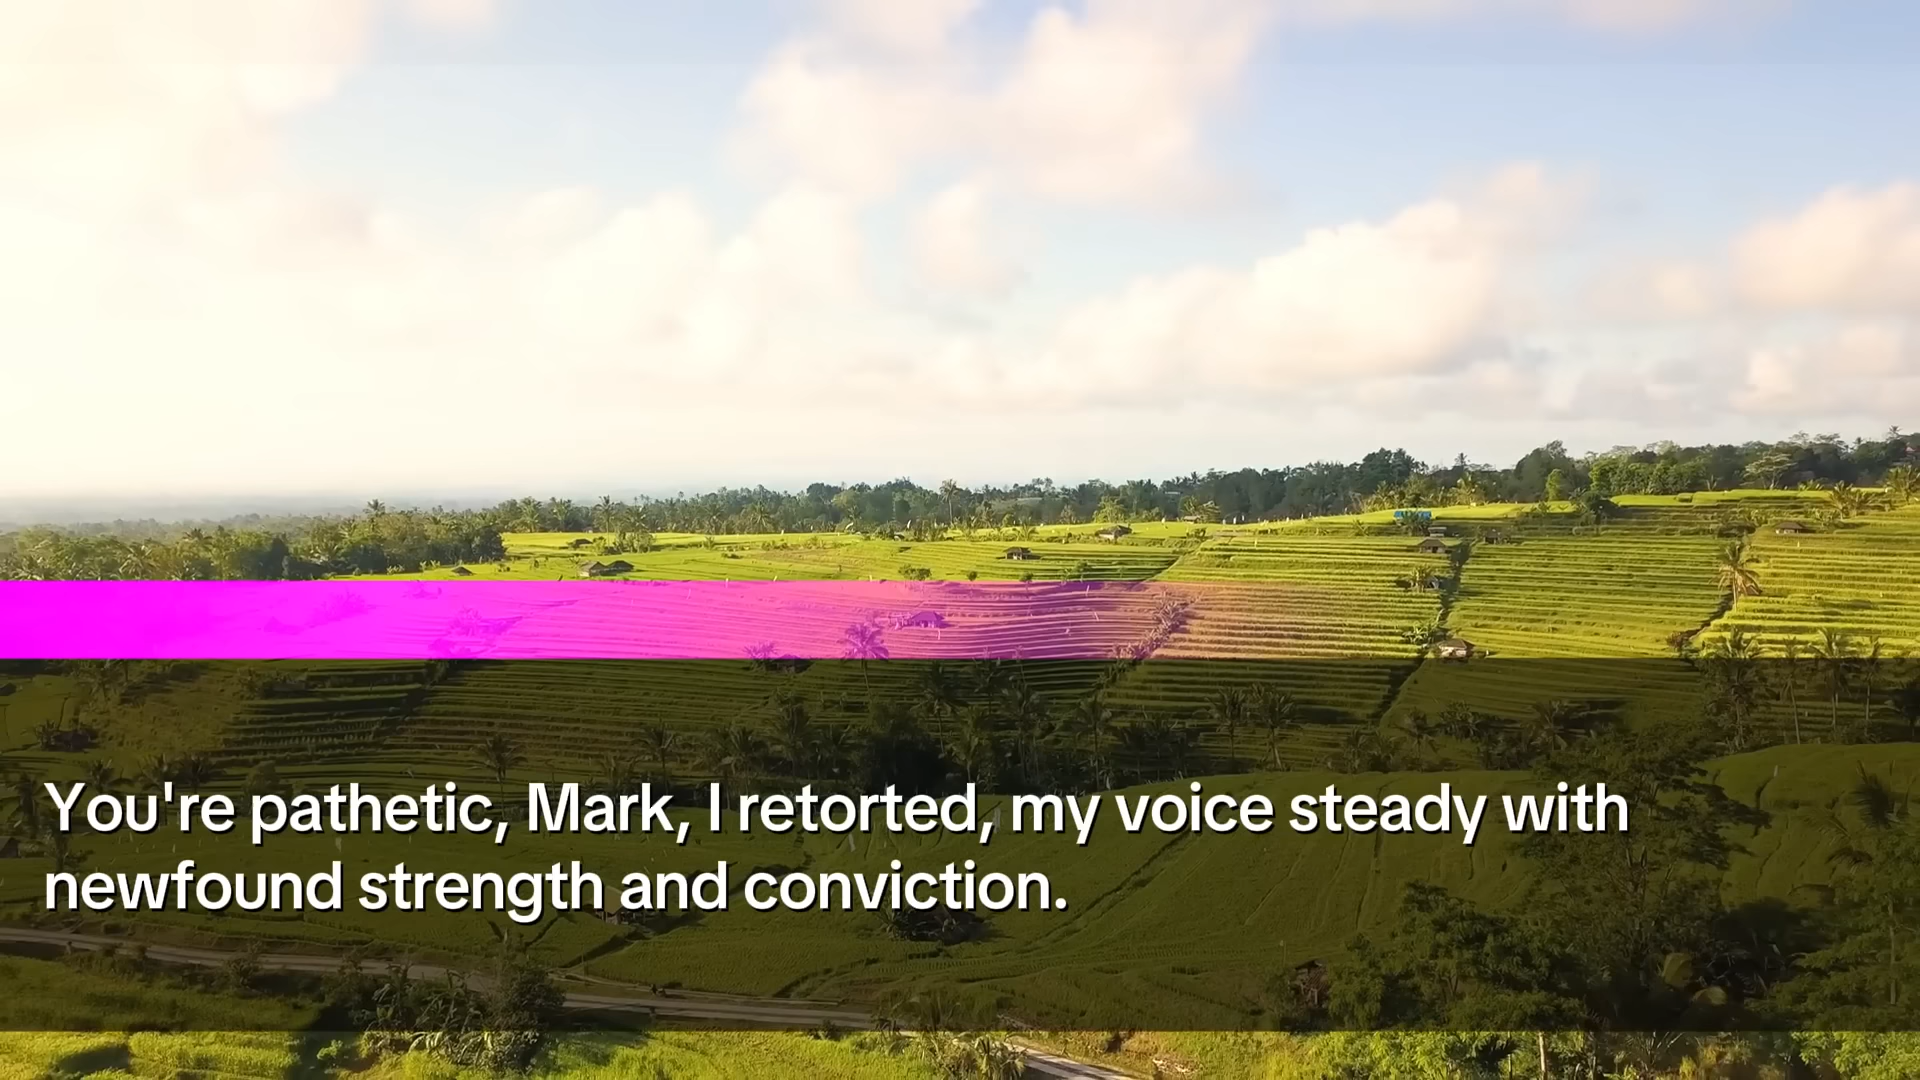 You're pathetic, Mark, I retorted, my voice steady with
newfound strength and conviction.